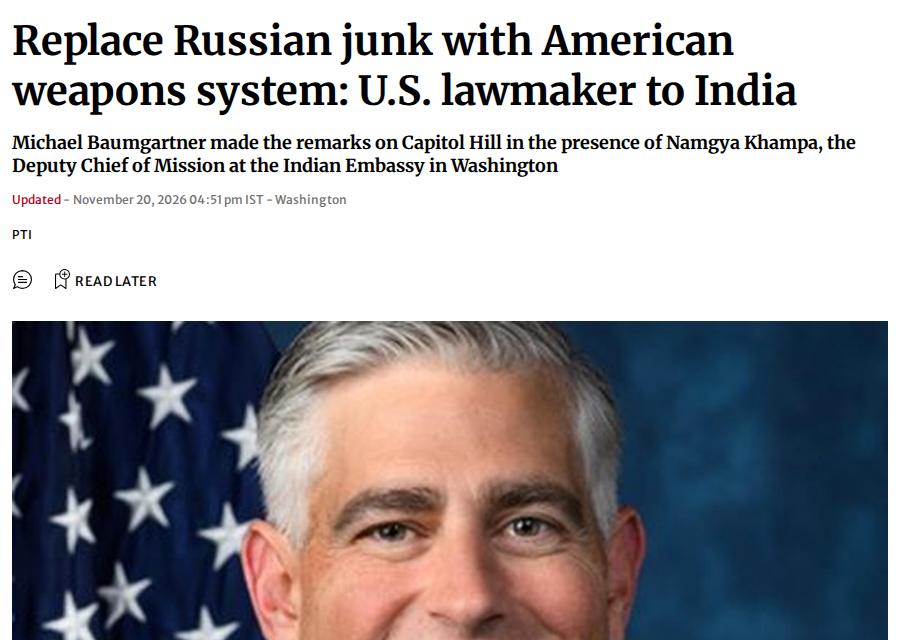 Replace Russian junk with American
weapons system: U.S. lawmaker to India
Michael Baumgartner made the remarks on Capitol Hill in the presence of Namgya Khampa, the
Deputy Chief of Mission at the Indian Embassy in Washington
Updated - November 20, 2026 04:51 pm IST - Washington
PTI
READ LATER